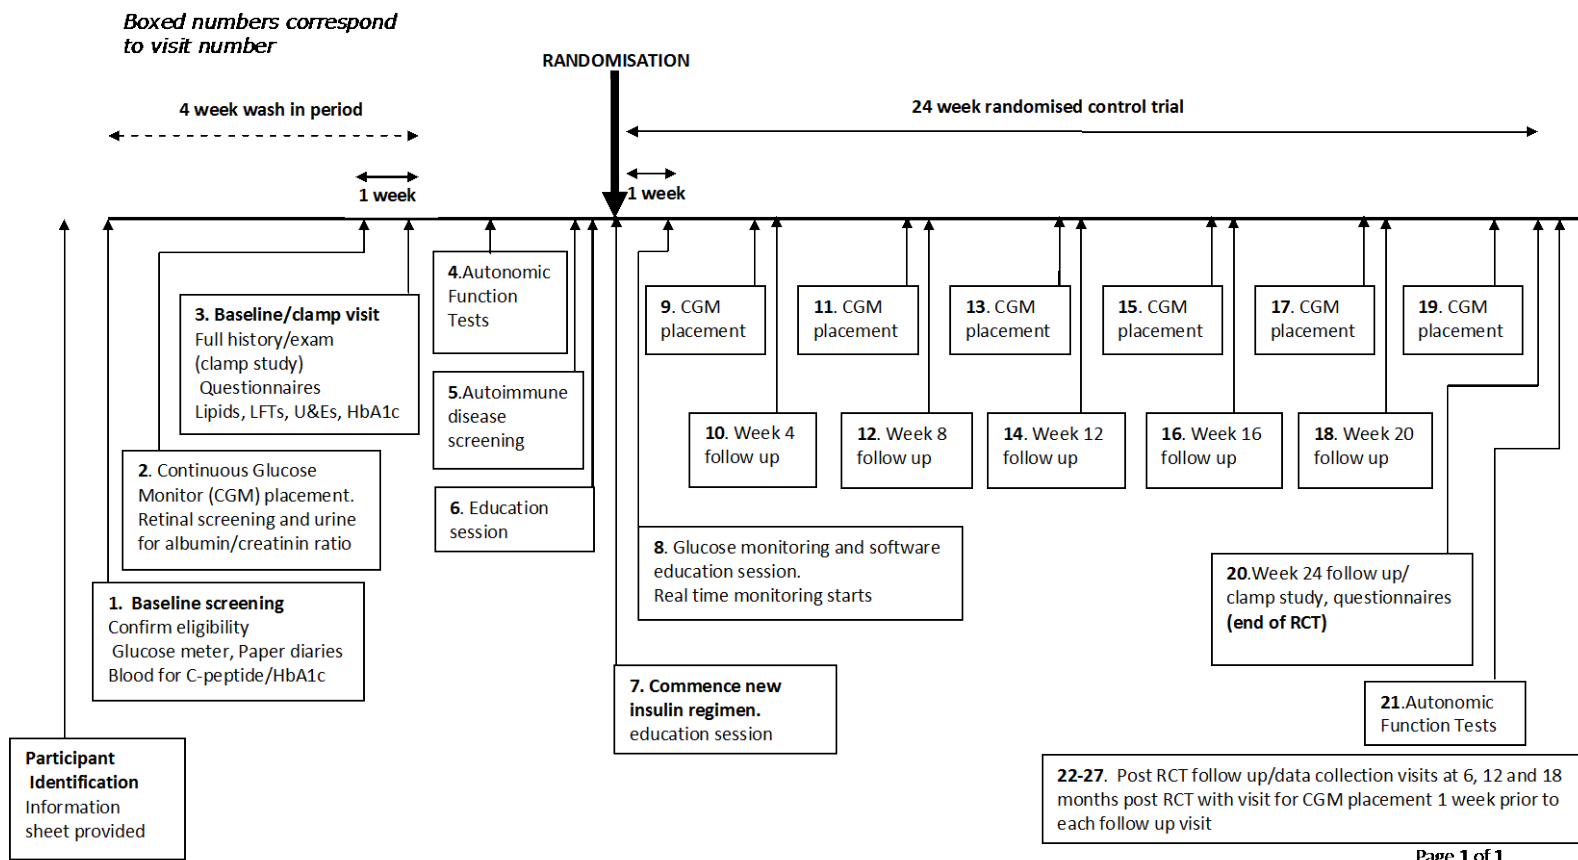 Boxed numbers correspond
to visit number
RANDOMISATION
4 week wash in period
24 week randomised control trial
1 week
1 week
3. Baseline/clamp visit
Full history/exam
(clamp study)
Questionnaires
Lipids, LFTs, U&Es, HbA1c
4.Autonomic
Function
Tests
5.Autoimmune
disease
screening
6. Education
session
2. Continuous Glucose
Monitor (CGM) placement.
Retinal screening and urine
for albumin/creatinin ratio
1. Baseline screening
Confirm eligibility
Glucose meter, Paper diaries
Blood for C-peptide/HbA1c
Participant
Identification
Information
sheet provided
9. CGM
placement
11. CGM
placement
13. CGM
placement
15. CGM
placement
17. CGM
placement
19. CGM
placement
10. Week 4
follow up
12. Week 8
follow up
14. Week 12
follow up
16. Week 16
follow up
18. Week 20
follow up
8. Glucose monitoring and software
education session.
Real time monitoring starts
7. Commence new
insulin regimen.
education session
20.Week 24 follow up/
clamp study, questionnaires
(end of RCT)
21.Autonomic
Function Tests
22-27. Post RCT follow up/data collection visits at 6, 12 and 18
months post RCT with visit for CGM placement 1 week prior to
each follow up visit
Page 1 of 1